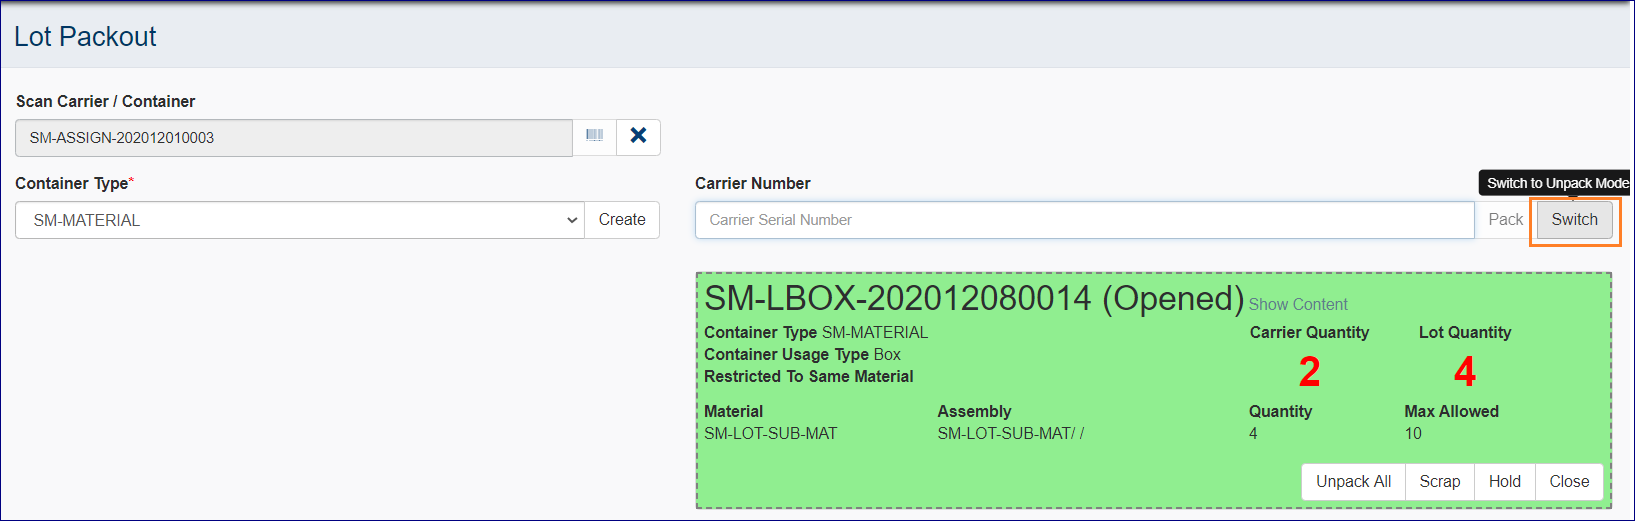 Lot Packout
Scan Carrier / Container
SM-ASSIGN-202012010003
Container Type*
Carrier Number
Switch to Unpack Mode
SM-MATERIAL
Create
Carrier Serial Number
Pack
Switch
SM-LBOX-202012080014 (Opened) Show Content
Container Type SM-MATERIAL
Carrier Quantity
Lot Quantity
Container Usage Type Box
2
4
Restricted To Same Material
Material
Assembly
Quantity
Max Allowed
SM-LOT-SUB-MAT
SM-LOT-SUB-MAT/ /
4
10
Unpack All
Scrap
Hold
Close